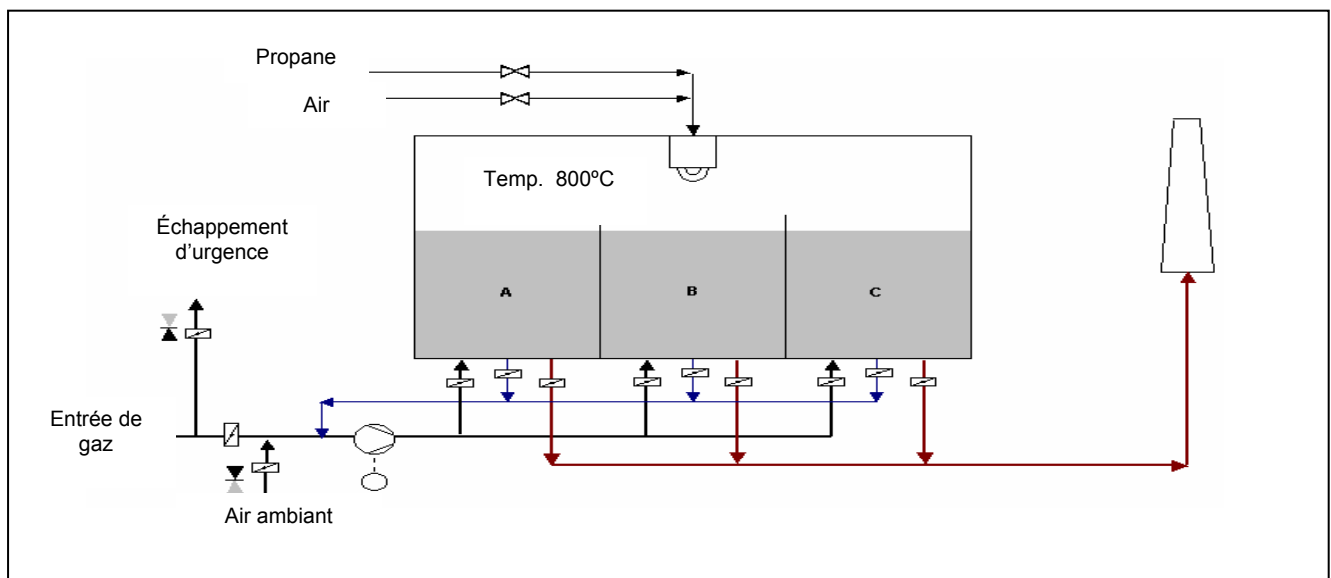 Propane
Air
Temp. 800ºC
Échappement
d'urgence
A
B
C
Entrée de
gaz
Air ambiant